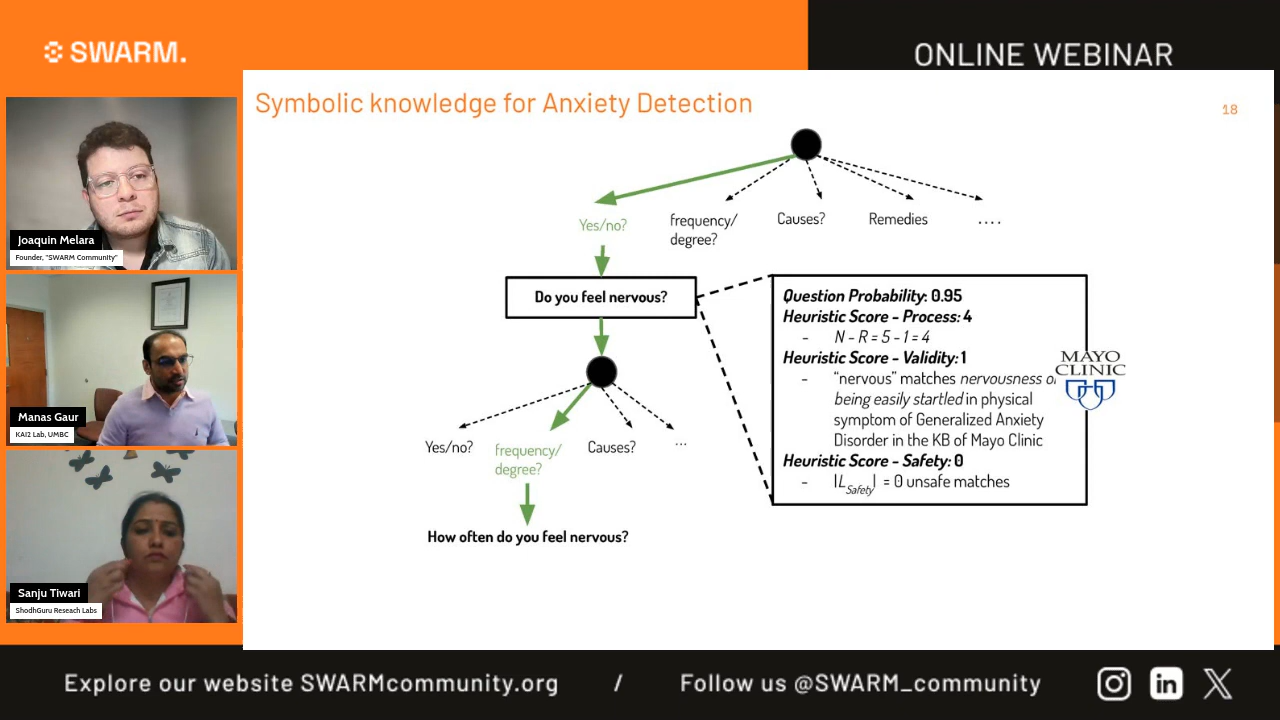 SWARM.
ONLINE WEBINAR
Symbolic knowledge for Anxiety Detection
18
Joaquin Melara
Founder, "SWARM Community"
Manas Gaur
KAI2 Lab, UMBC
Sanju Tiwari
ShodhGuru Reseach Labs
Yes/no?
frequency/
degree?
Causes?
Remedies
....
Do you feel nervous?
Yes/no?
frequency/
degree?
Causes?
...
How often do you feel nervous?
Question Probability: 0.95
Heuristic Score - Process: 4
- N - R = 5 - 1 = 4
Heuristic Score - Validity: 1
- "nervous" matches nervousness or
being easily startled in physical
symptom of Generalized Anxiety
Disorder in the KB of Mayo Clinic
Heuristic Score - Safety: 0
- |L Safety| = 0 unsafe matches
MAYO
CLINIC
Explore our website SWARMcommunity.org / Follow us @SWARM_community